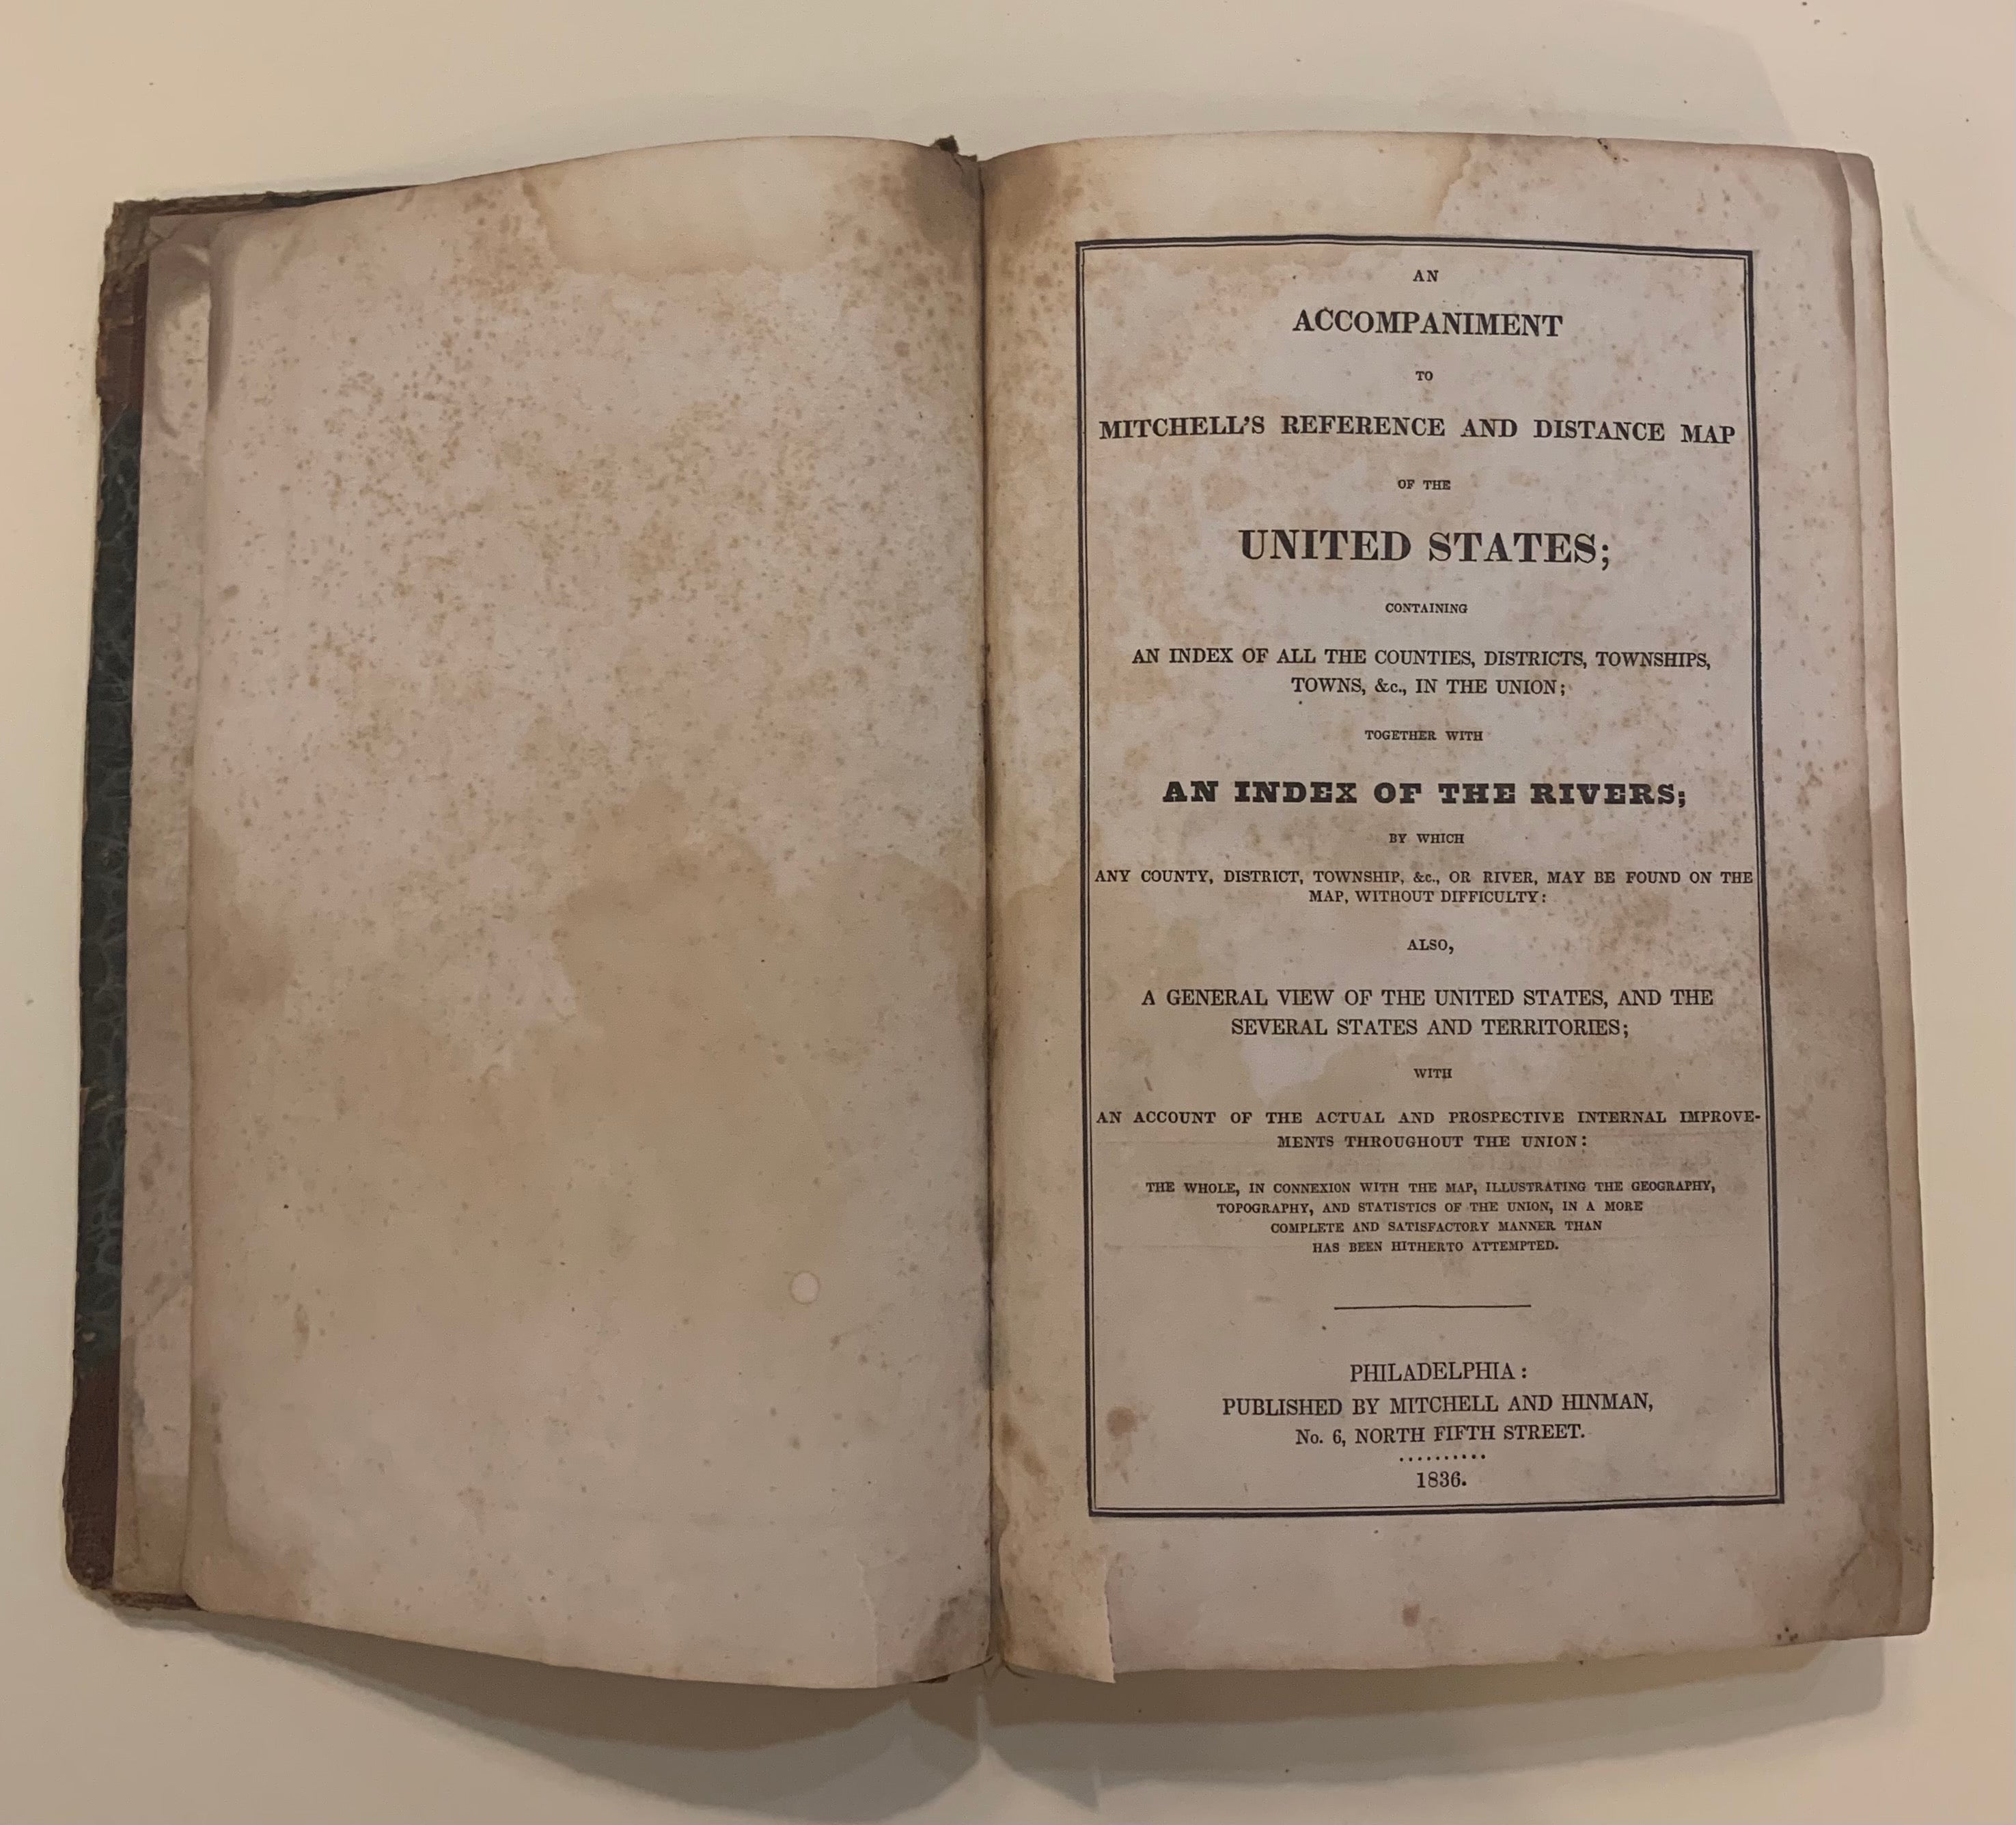 AN
ACCOMPANIMENT
TO
MITCHELL'S REFERENCE AND DISTANCE MAP
OF THE
UNITED STATES;
CONTAINING
AN INDEX OF ALL THE COUNTIES, DISTRICTS, TOWNSHIPS,
TOWNS, &c., IN THE UNION;
TOGETHER WITH
AN INDEX OF THE RIVERS;
BY WHICH
ANY COUNTY, DISTRICT, TOWNSHIP, &c., OR RIVER, MAY BE FOUND ON THE
MAP, WITHOUT DIFFICULTY:
ALSO,
A GENERAL VIEW OF THE UNITED STATES, AND THE
SEVERAL STATES AND TERRITORIES;
WITH
AN ACCOUNT OF THE ACTUAL AND PROSPECTIVE INTERNAL IMPROVE-
MENTS THROUGHOUT THE UNION:
THE WHOLE, IN CONNEXION WITH THE MAP, ILLUSTRATING THE GEOGRAPHY,
TOPOGRAPHY, AND STATISTICS OF THE UNION, IN A MORE
COMPLETE AND SATISFACTORY MANNER THAN
HAS BEEN HITHERTO ATTEMPTED.
PHILADELPHIA:
PUBLISHED BY MITCHELL AND HINMAN,
No. 6, NORTH FIFTH STREET.
..........
1836.